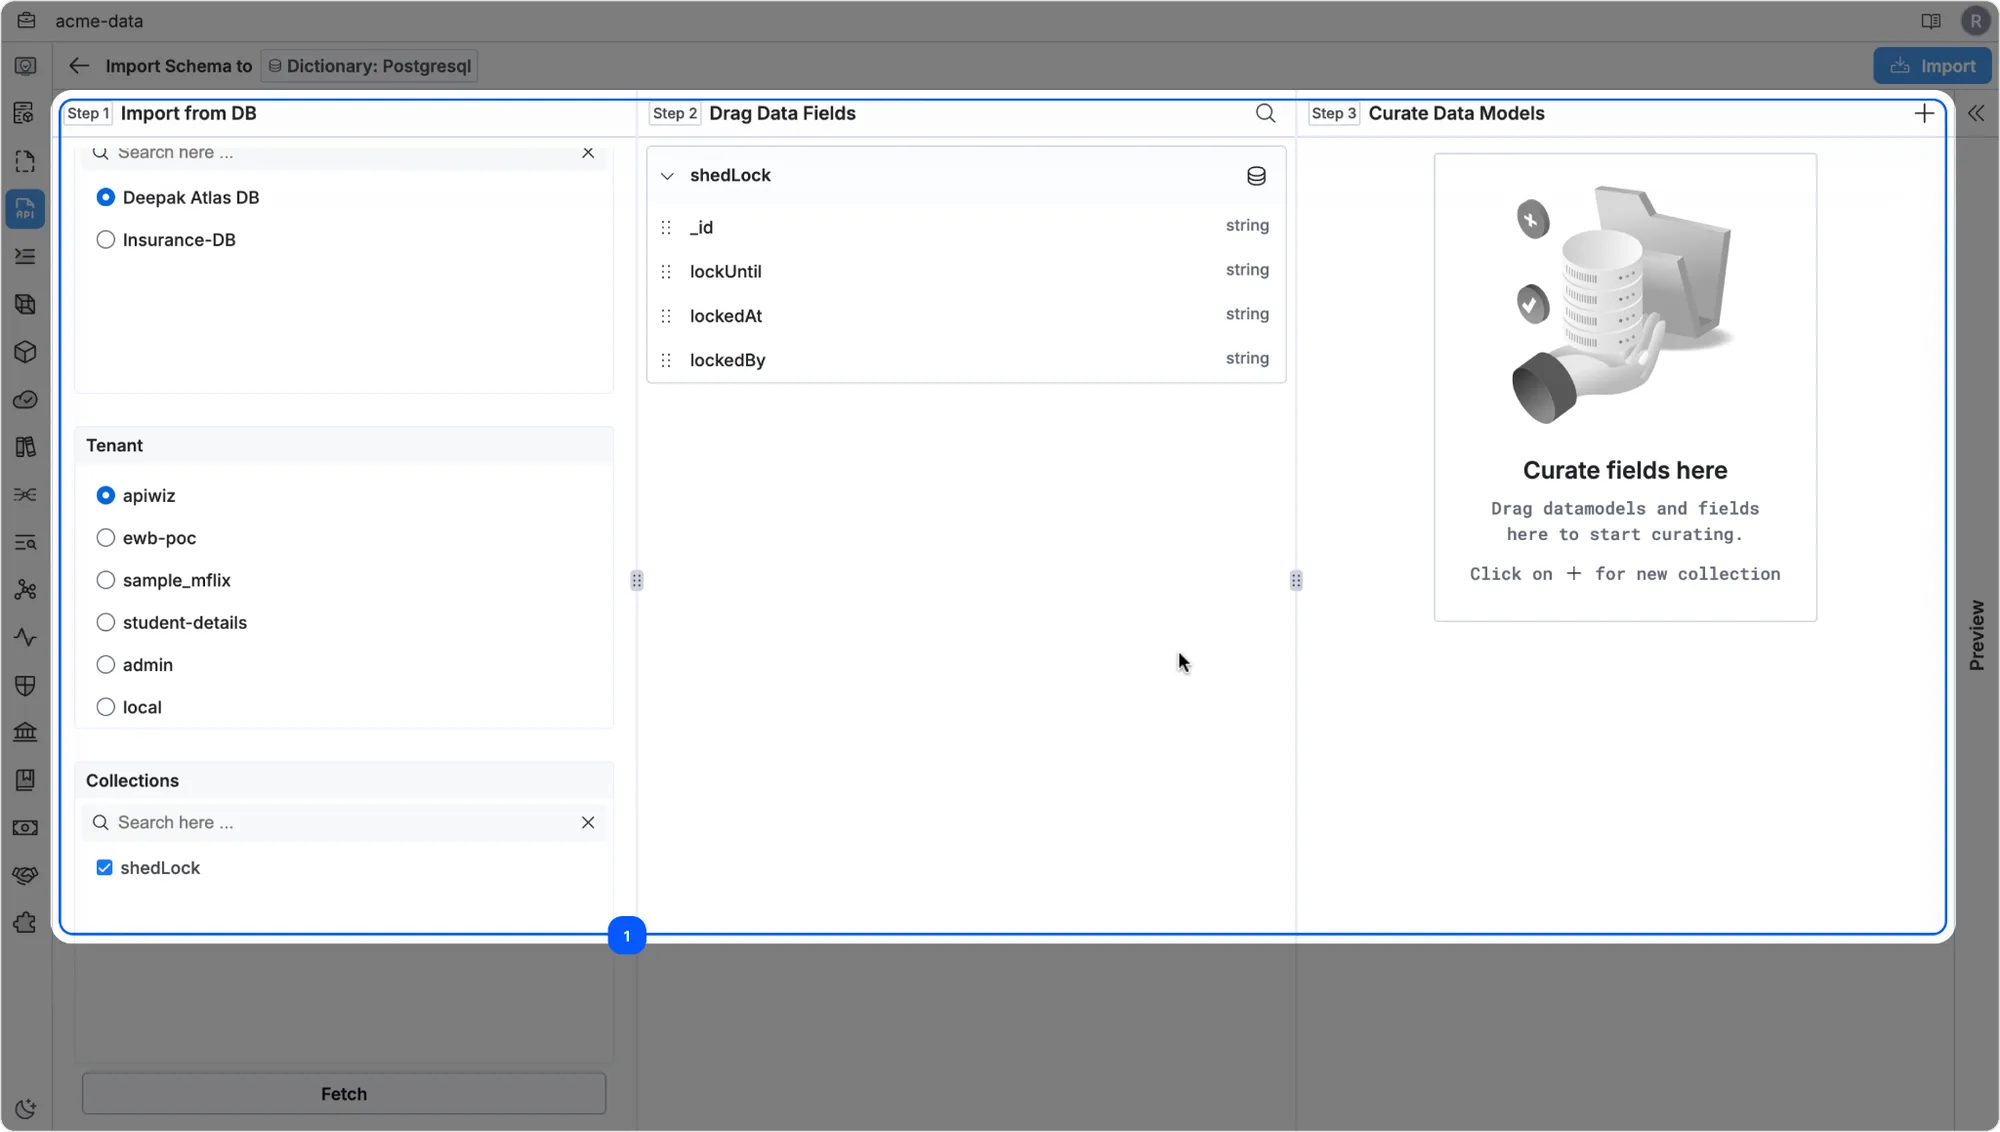 acme-data
R
Import Schema to
Dictionary: Postgresql
Import
Step 1
Import from DB
Search here ...
Deepak Atlas DB
Insurance-DB
Tenant
apiwiz
ewb-poc
sample_mflix
student-details
admin
local
Collections
Search here ...
shedLock
Fetch
1
Step 2
Drag Data Fields
shedLock
_id string
lockUntil string
lockedAt string
lockedBy string
Step 3
Curate Data Models
Curate fields here
Drag datamodels and fields
here to start curating.
Click on + for new collection
Preview
API